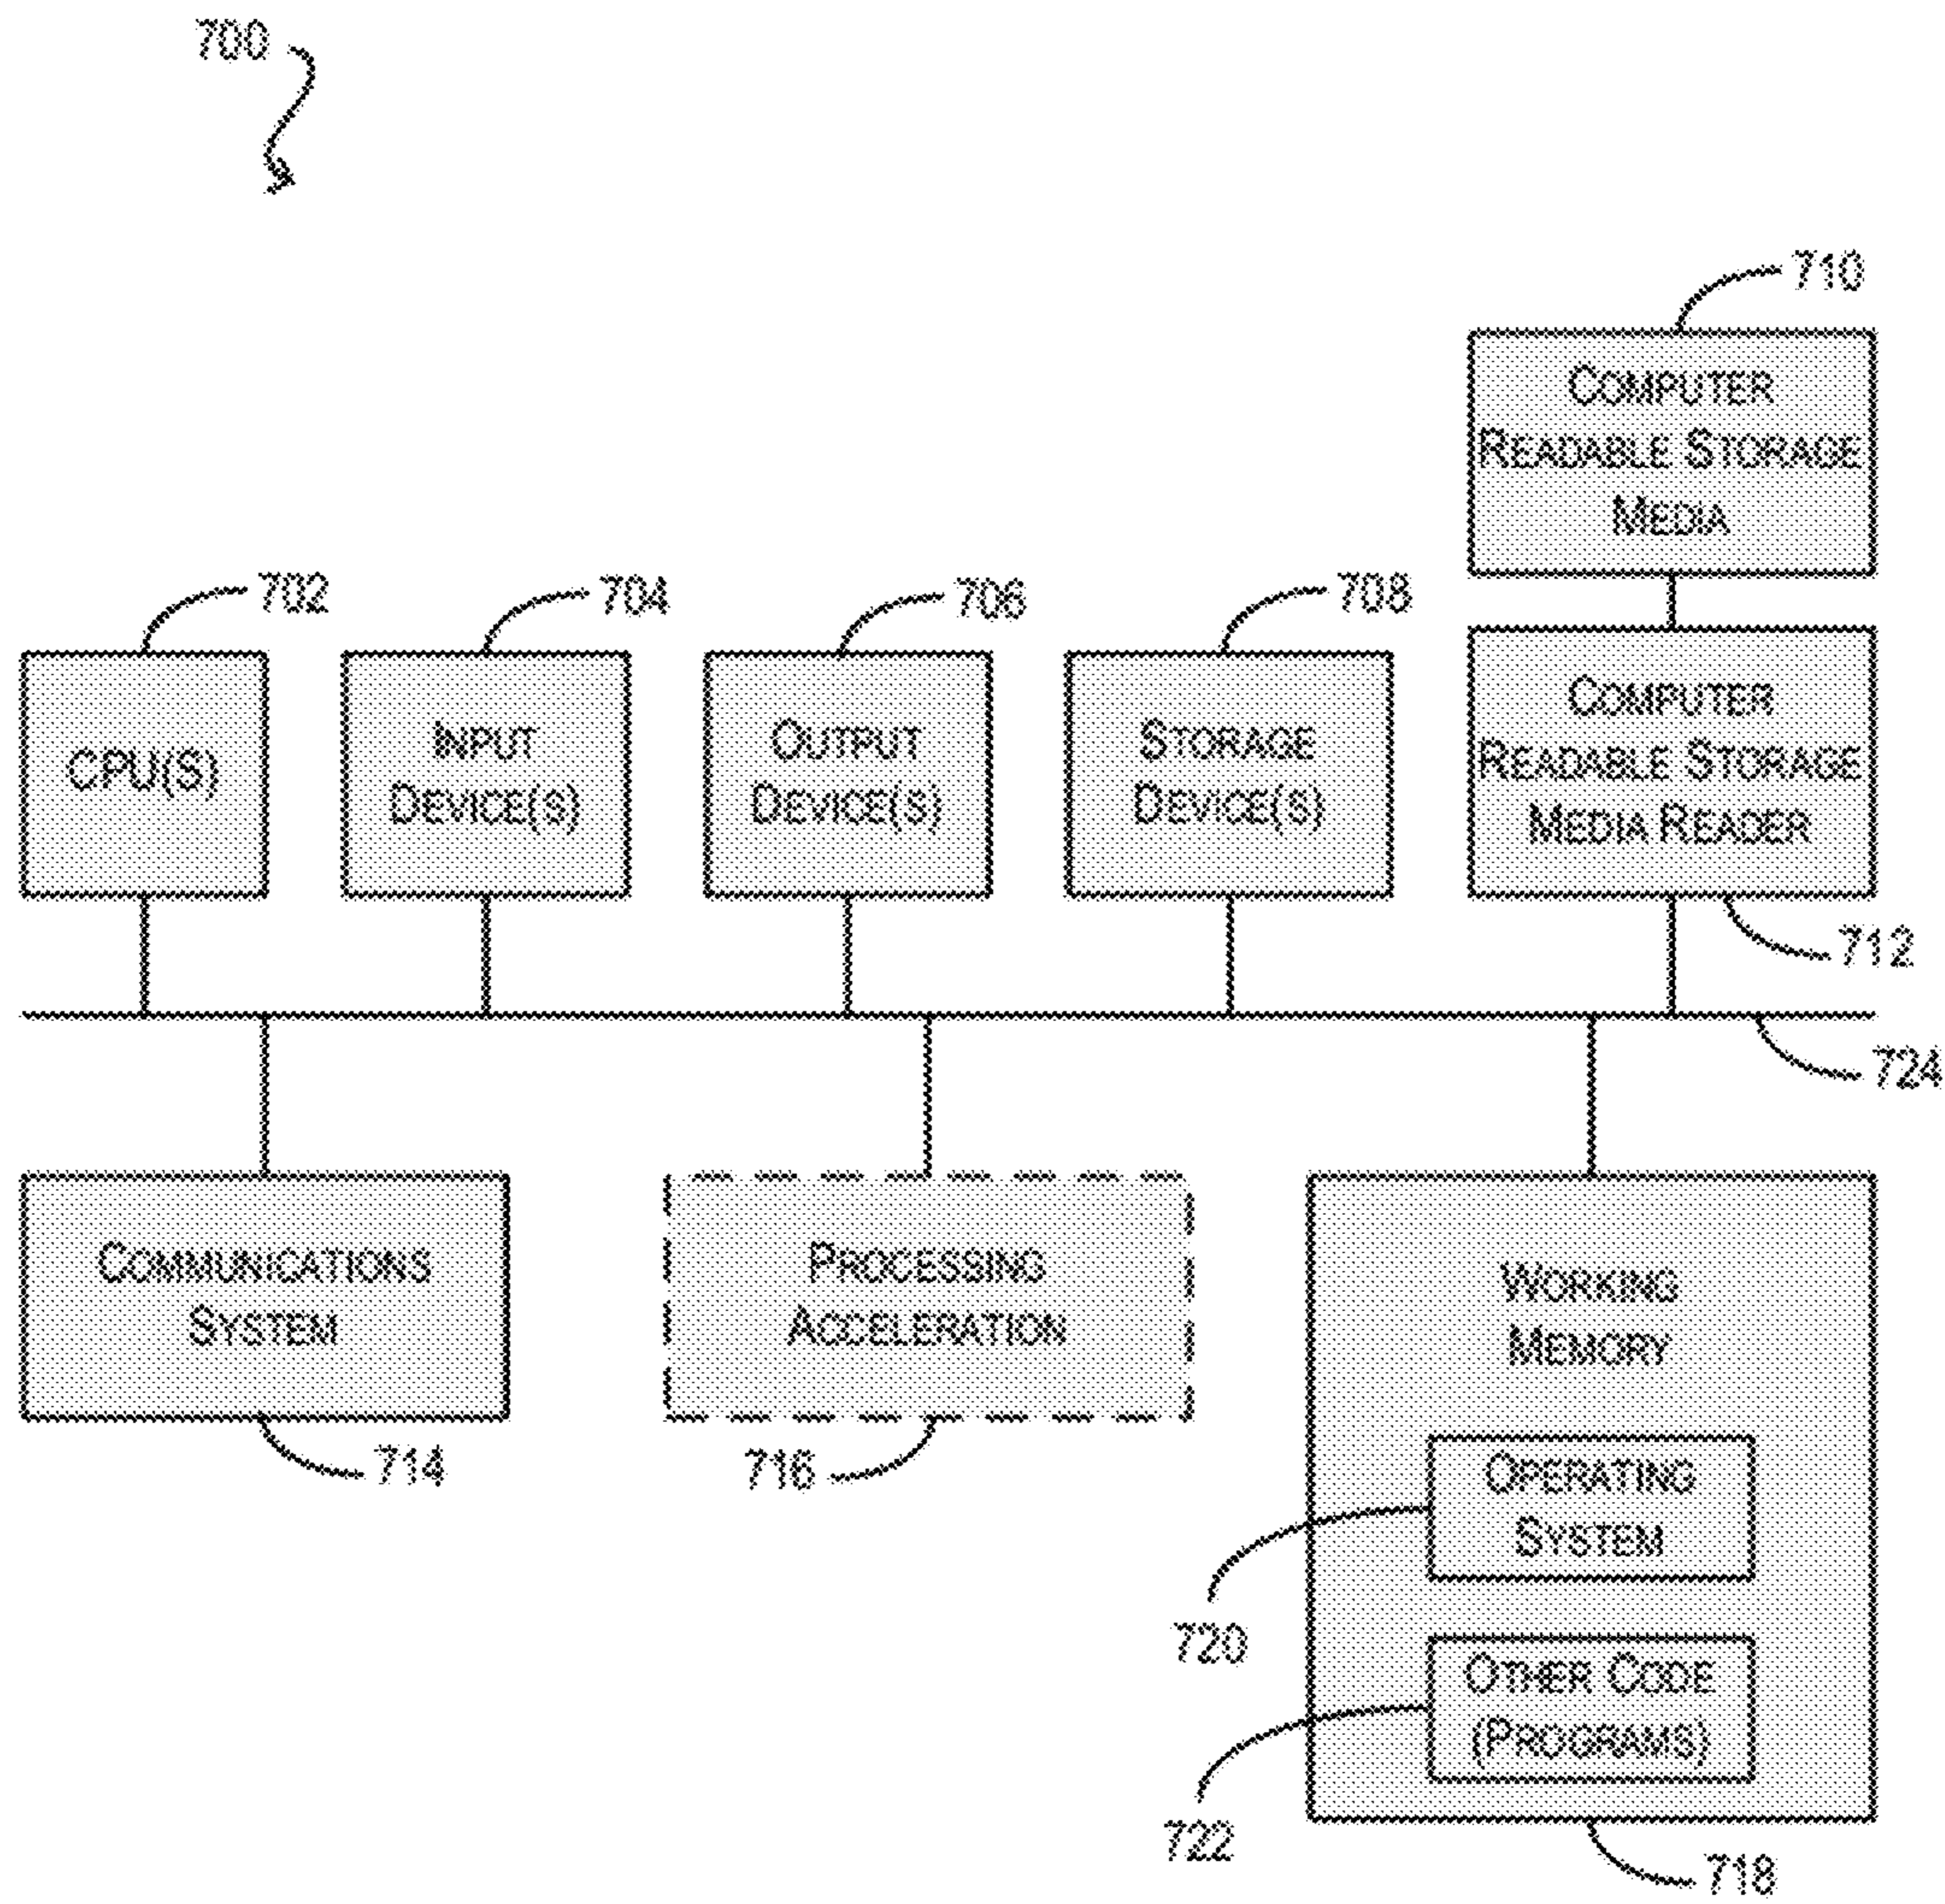 700
710
COMPUTER
READABLE STORAGE
MEDIA
702
704
706
708
CPU(S)
INPUT
DEVICE(S)
OUTPUT
DEVICE(S)
STORAGE
DEVICE(S)
COMPUTER
READABLE STORAGE
MEDIA READER
712
724
COMMUNICATIONS
SYSTEM
714
PROCESSING
ACCELERATION
716
WORKING
MEMORY
OPERATING
SYSTEM
720
OTHER CODE
(PROGRAMS)
722
718